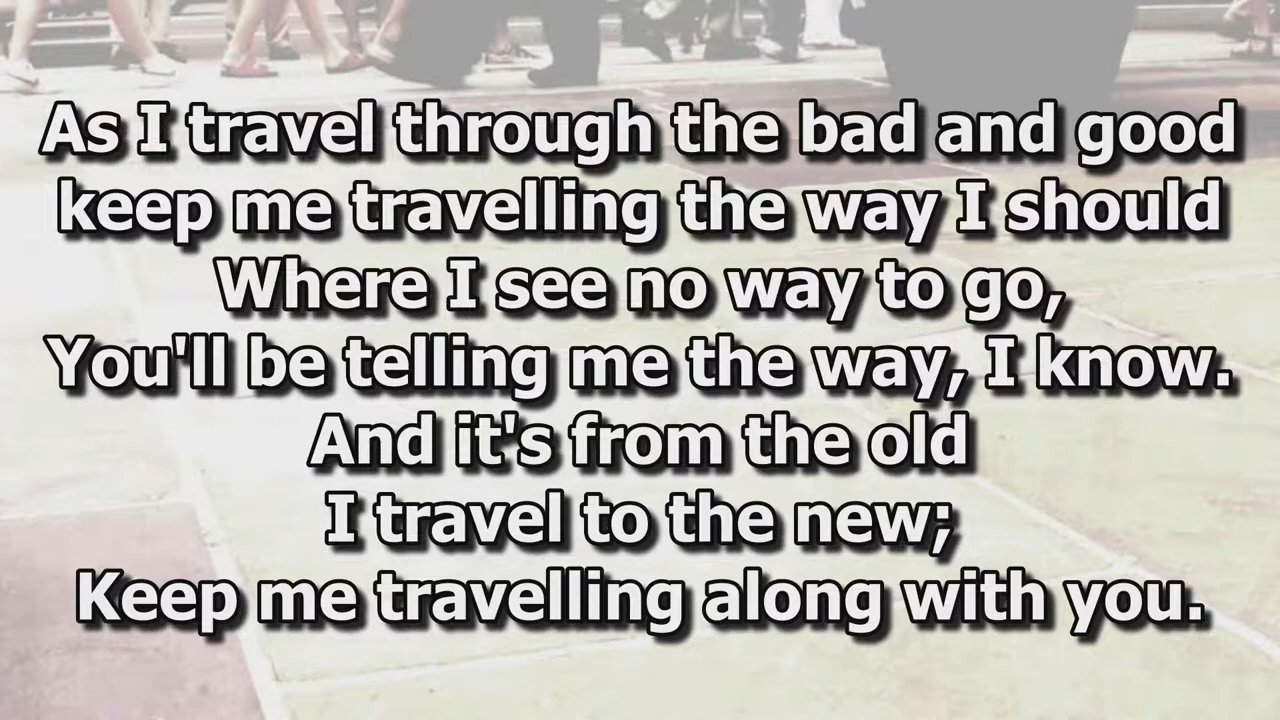 As I travel through the bad and good
keep me travelling the way I should
Where I see no way to go,
You'll be telling me the way, I know.
And it's from the old
I travel to the new;
Keep me travelling along with you.